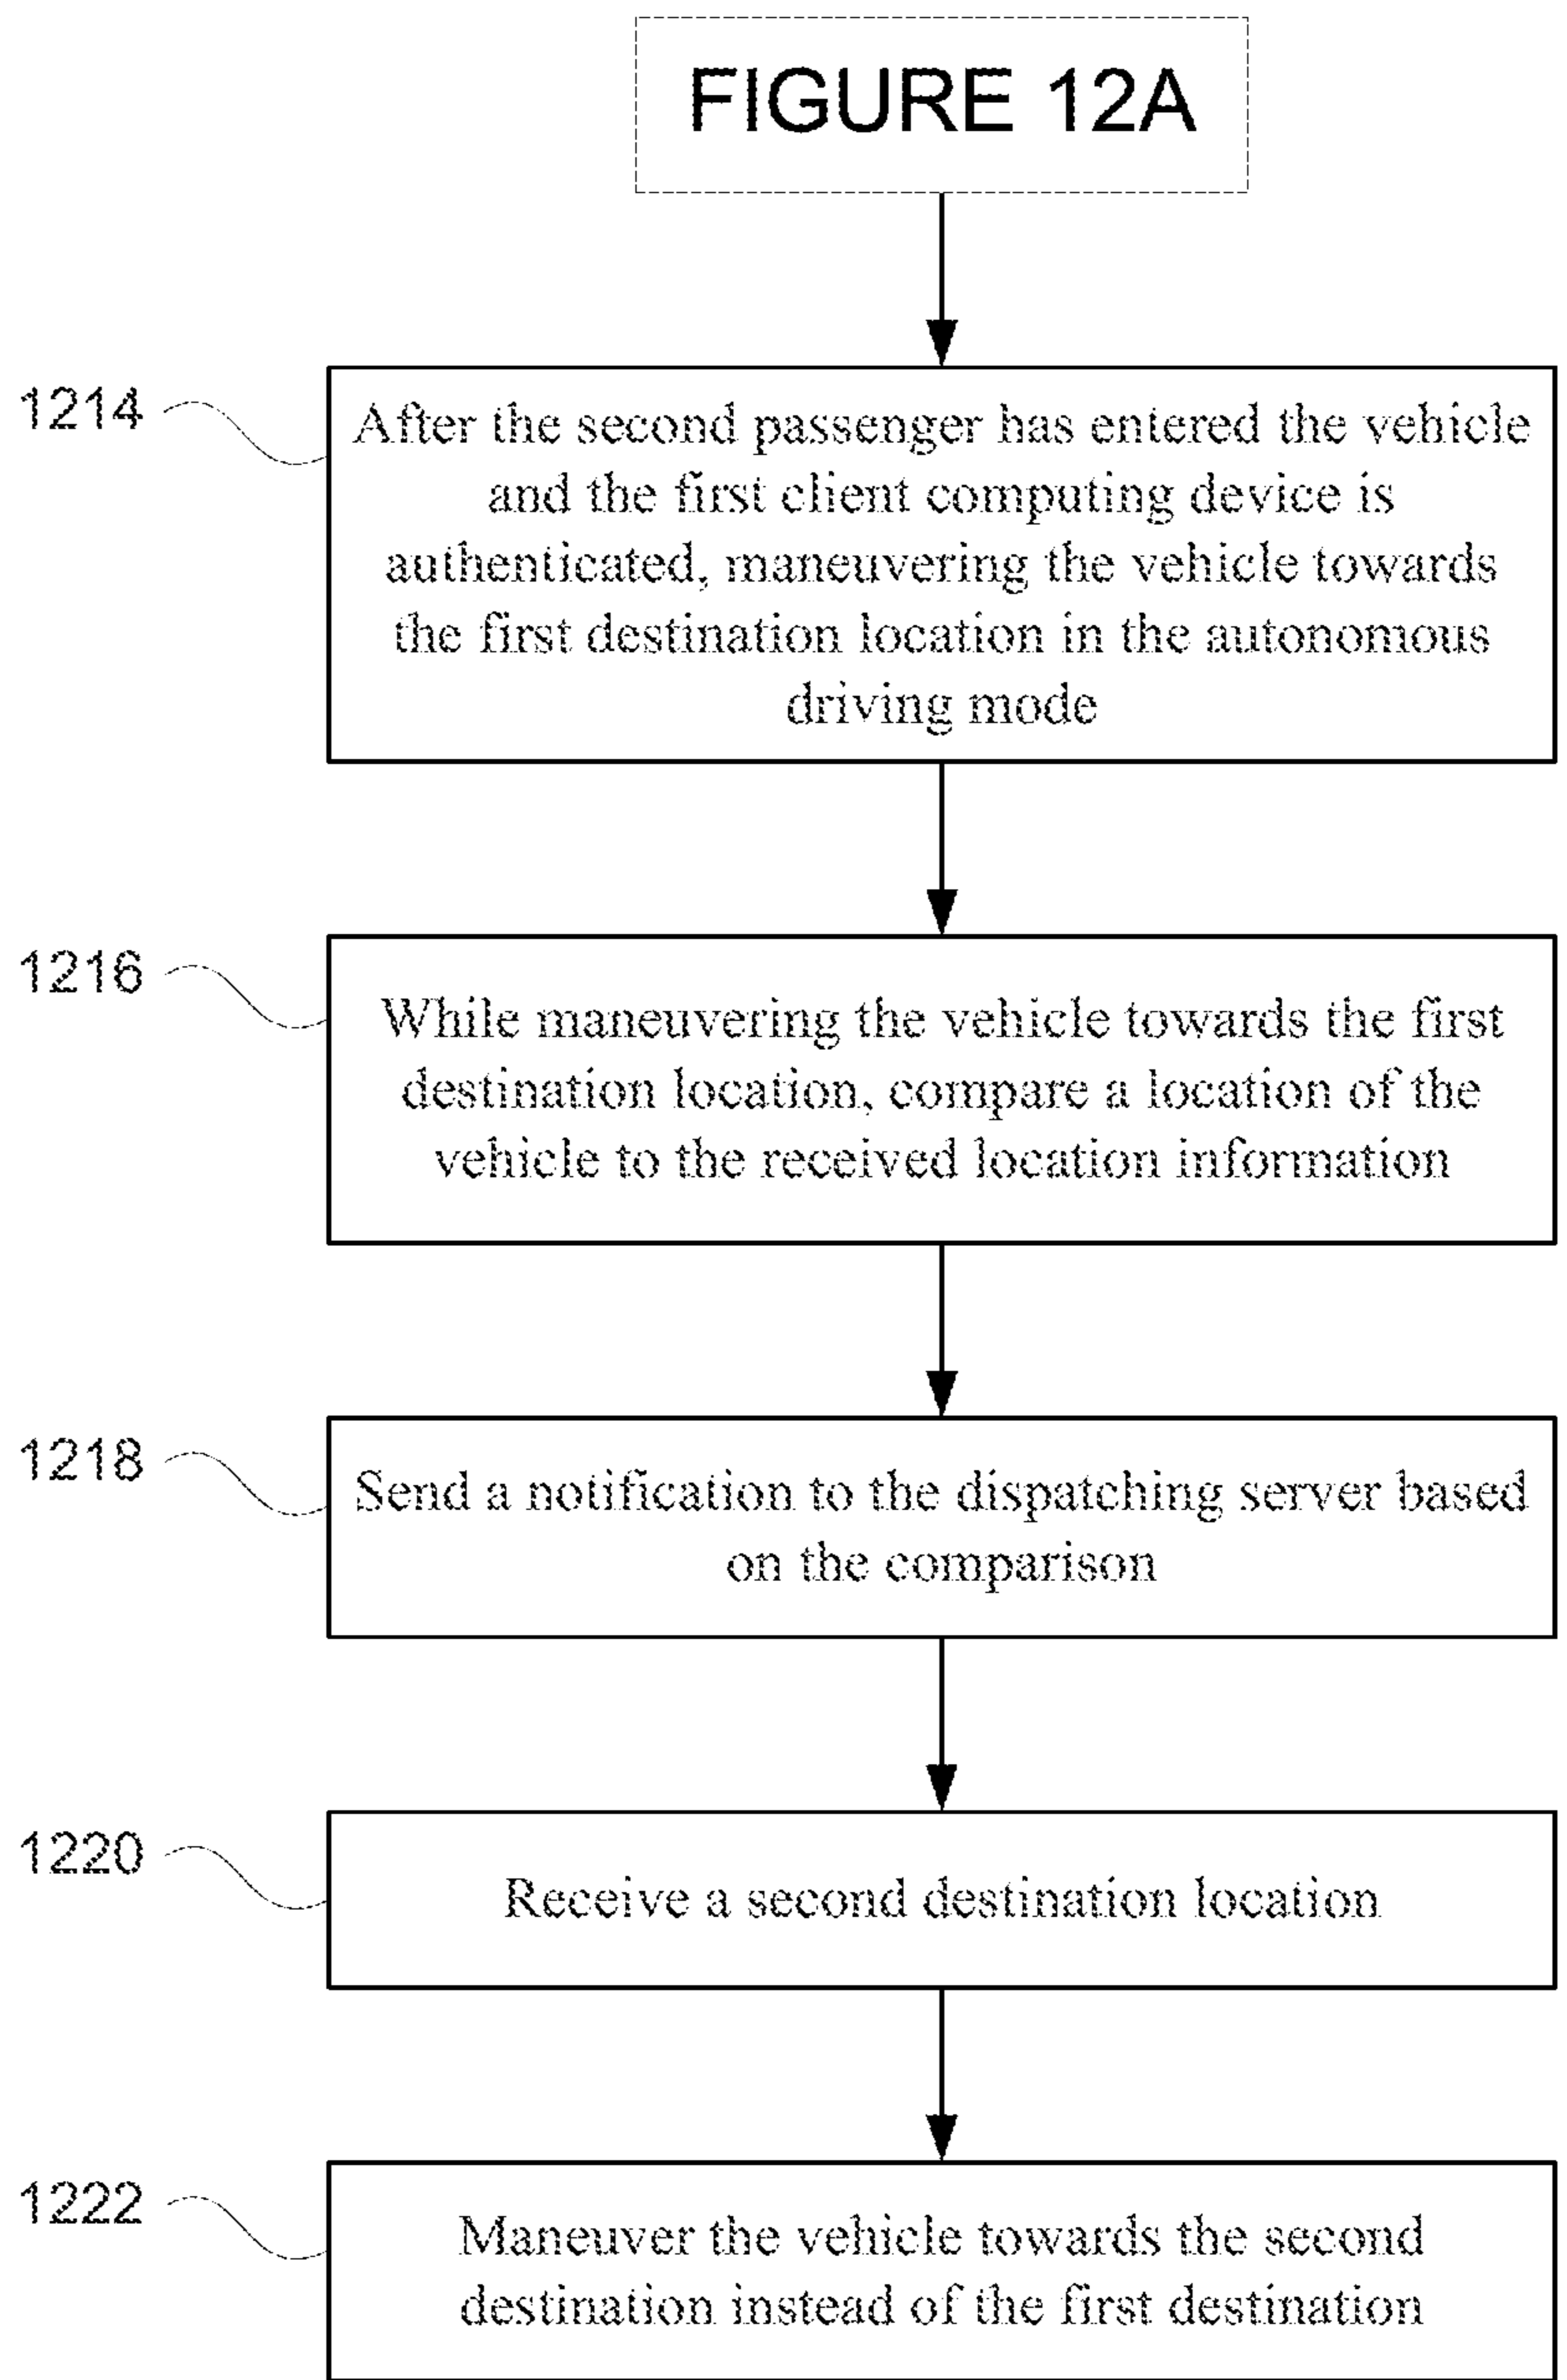 FIGURE 12A
1214
After the second passenger has entered the vehicle
and the first client computing device is
authenticated, maneuvering the vehicle towards
the first destination location in the autonomous
driving mode
1216
While maneuvering the vehicle towards the first
destination location, compare a location of the
vehicle to the received location information
1218
Send a notification to the dispatching server based
on the comparison
1220
Receive a second destination location
1222
Maneuver the vehicle towards the second
destination instead of the first destination